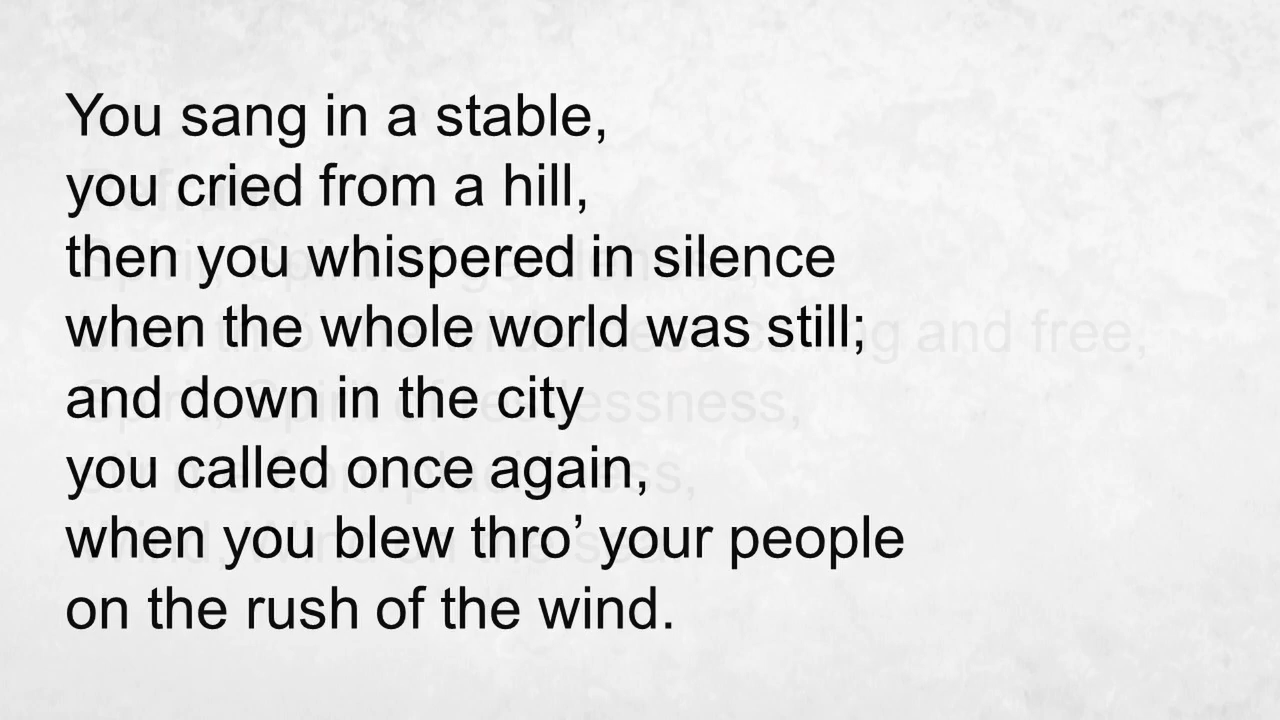 You sang in a stable,
you cried from a hill,
then you whispered in silence
when the whole world was still;
and down in the city
you called once again,
when you blew thro’ your people
on the rush of the wind.